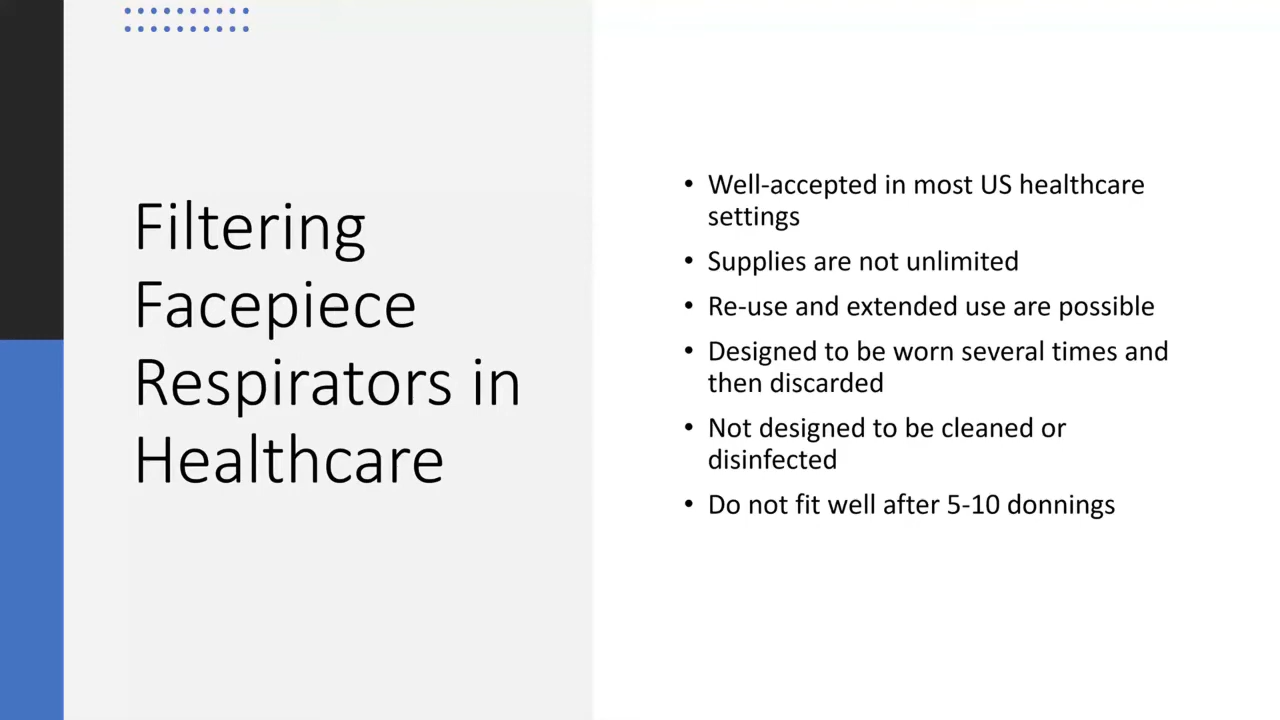 Filtering
Facepiece
Respirators in
Healthcare
• Well-accepted in most US healthcare
settings
• Supplies are not unlimited
• Re-use and extended use are possible
• Designed to be worn several times and
then discarded
• Not designed to be cleaned or
disinfected
• Do not fit well after 5-10 donnings